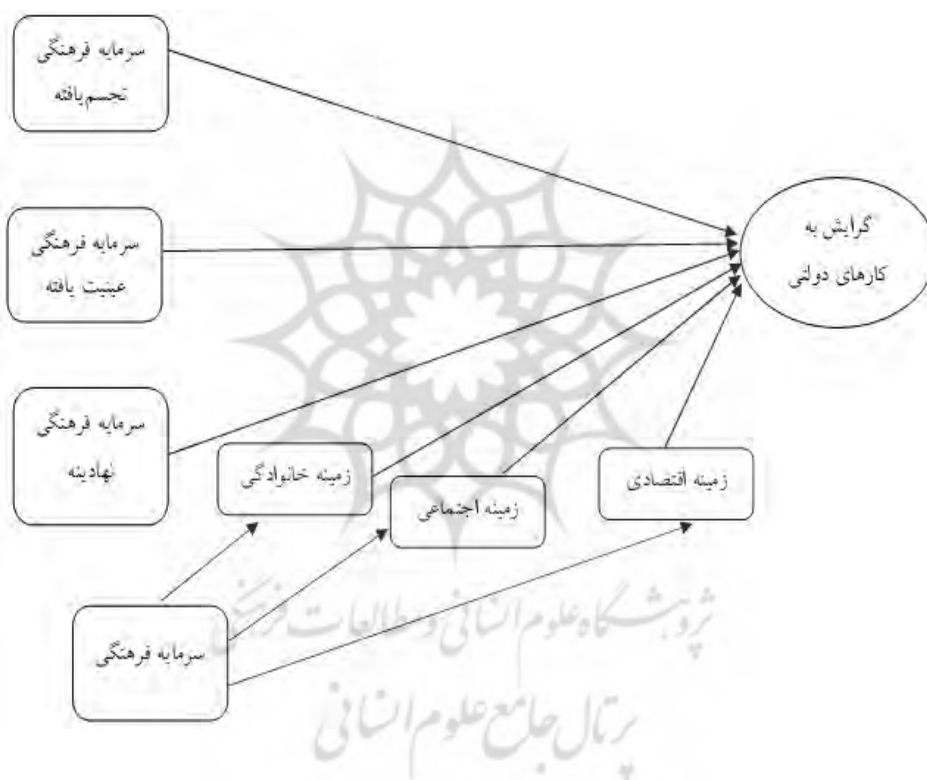 سرمایه فرهنگی
تجسم‌یافته
گرایش به
کارهای دولتی
سرمایه فرهنگی
عینیت یافته
سرمایه فرهنگی
نهادینه
زمینه خانوادگی
زمینه اجتماعی
زمینه اقتصادی
سرمایه فرهنگی
پژوهشگاه علوم انسانی و مطالعات فرهنگی
پرتال جامع علوم انسانی